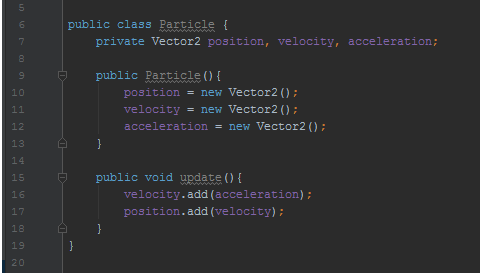 5
6 public class Particle {
7 private Vector2 position, velocity, acceleration;
8
9 public Particle(){
10 position = new Vector2();
11 velocity = new Vector2();
12 acceleration = new Vector2();
13 }
14
15 public void update(){
16 velocity.add(acceleration);
17 position.add(velocity);
18 }
19 }
20